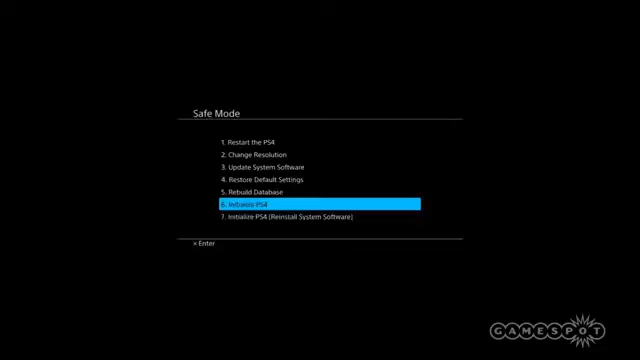 Safe Mode
1. Restart the PS4
2. Change Resolution
3. Update System Software
4. Restore Default Settings
5. Rebuild Database
6. Initialize PS4
7. Initialize PS4 (Reinstall System Software)
× Enter
GAMESPOT